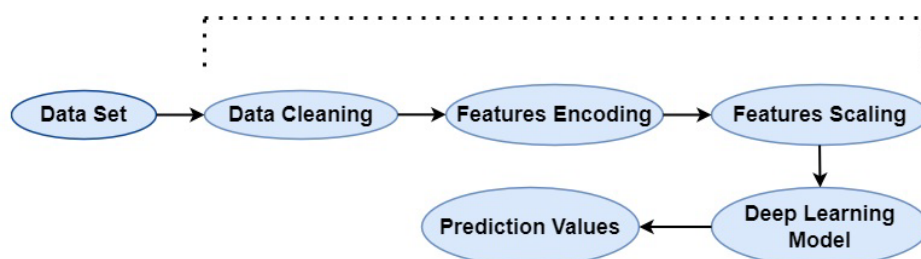 Data Set
Data Cleaning
Features Encoding
Features Scaling
Prediction Values
Deep Learning
Model